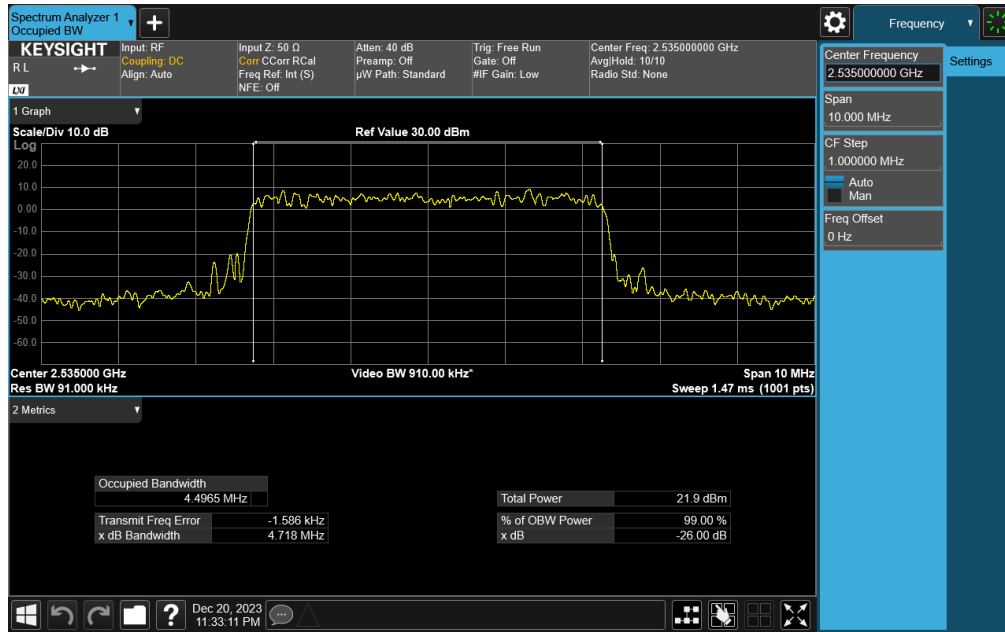 Spectrum Analyzer 1
Occupied BW
Frequency
KEYSIGHT
R L
LXI
Input: RF
Coupling: DC
Align: Auto
Input Z: 50 Ω
Corr CCorr RCal
Freq Ref: Int (S)
NFE: Off
Atten: 40 dB
Preamp: Off
µW Path: Standard
Trig: Free Run
Gate: Off
#IF Gain: Low
Center Freq: 2.535000000 GHz
Avg|Hold: 10/10
Radio Std: None
Center Frequency
2.535000000 GHz
Settings
Span
10.000 MHz
CF Step
1.000000 MHz
Auto
Man
Freq Offset
0 Hz
1 Graph
Scale/Div 10.0 dB
Ref Value 30.00 dBm
Log
20.0
10.0
0.00
-10.0
-20.0
-30.0
-40.0
-50.0
-60.0
Center 2.535000 GHz
Video BW 910.00 kHz*
Span 10 MHz
Res BW 91.000 kHz
Sweep 1.47 ms (1001 pts)
2 Metrics
Occupied Bandwidth
4.4965 MHz
Total Power 21.9 dBm
Transmit Freq Error -1.586 kHz
% of OBW Power 99.00 %
x dB Bandwidth 4.718 MHz
x dB -26.00 dB
Dec 20, 2023
11:33:11 PM